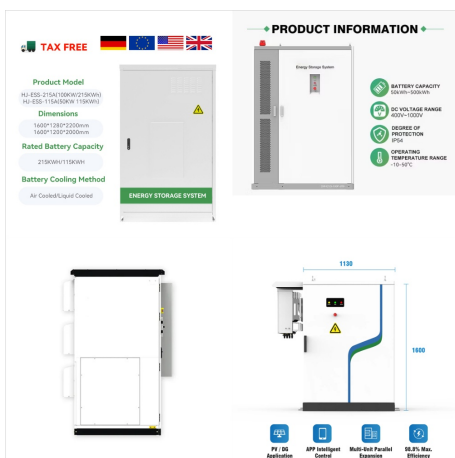 TAX FREE
Product Model
HJ-ESS-215A(100KW/215KWh)
HJ-ESS-115A(50KW 115KWh)
Dimensions
1600*1280*2200mm
1600*1200*2000mm
Rated Battery Capacity
215KWH/115KWH
Battery Cooling Method
Air Cooled/Liquid Cooled
ENERGY STORAGE SYSTEM
PRODUCT INFORMATION
Energy Storage System
BATTERY CAPACITY
50kWh~500kWh
DC VOLTAGE RANGE
400V~1000V
DEGREE OF
PROTECTION
IP54
OPERATING
TEMPERATURE RANGE
-10-50°C
1130
1600
PV / DG
Application
APP Intelligent
Control
Multi-Unit Parallel
Expansion
98.8% Max.
Efficiency